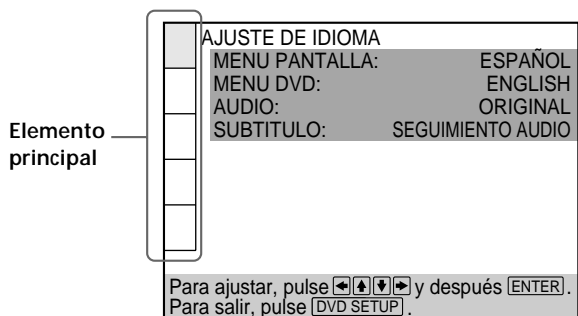 AJUSTE DE IDIOMA
MENU PANTALLA: ESPAÑOL
MENU DVD: ENGLISH
AUDIO: ORIGINAL
SUBTITULO: SEGUIMIENTO AUDIO
Elemento
principal
Para ajustar, pulse ←↑↓→ y después ENTER.
Para salir, pulse DVD SETUP.